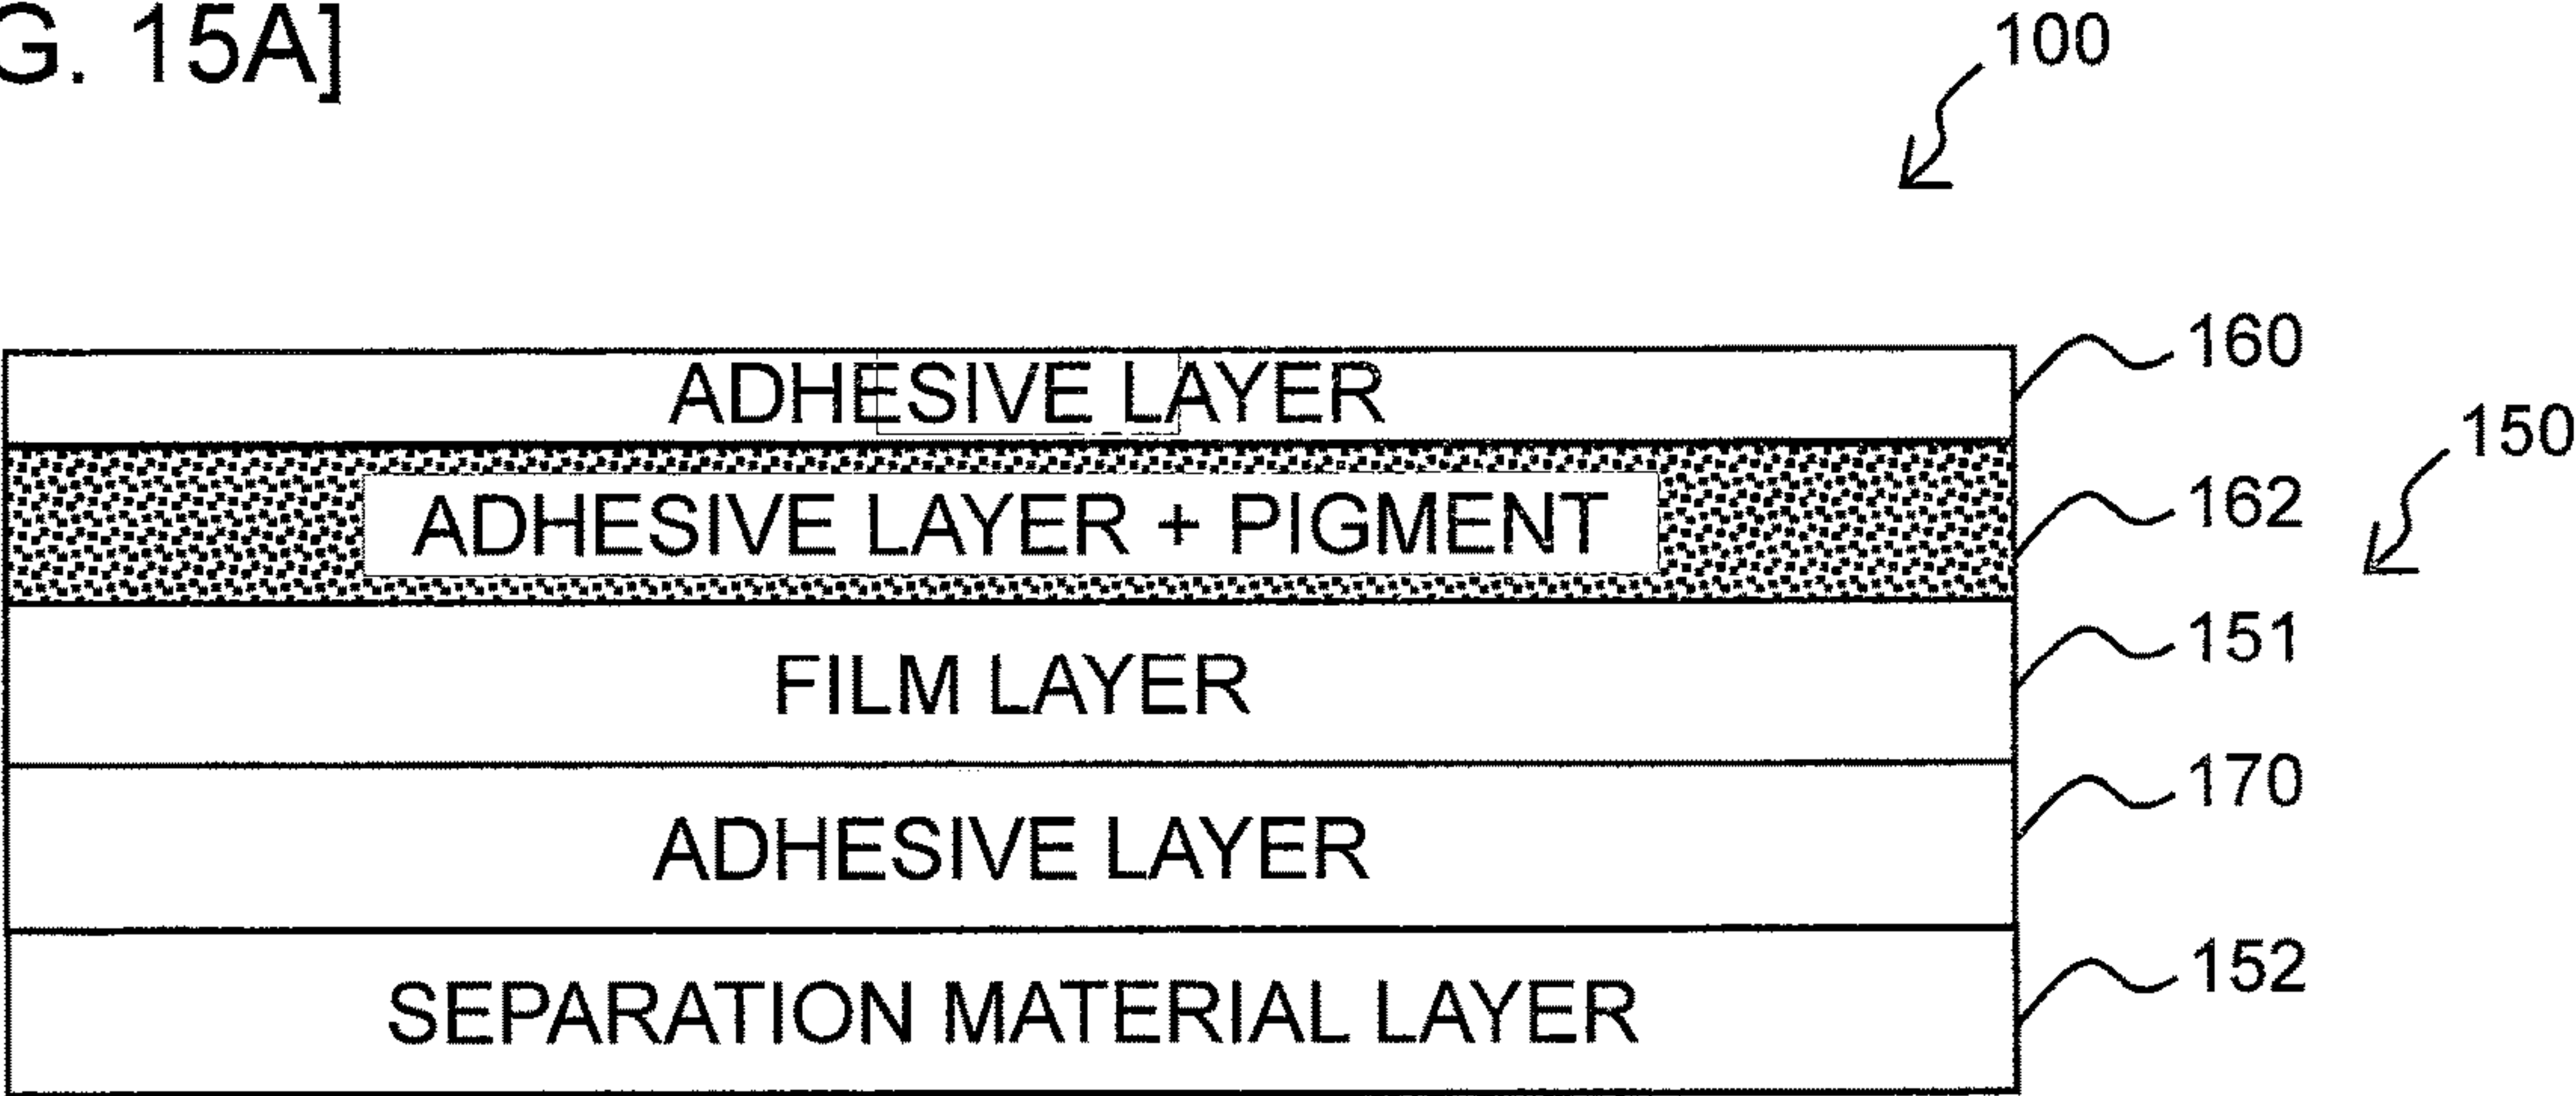 G. 15A]
100
ADHESIVE LAYER
160
150
ADHESIVE LAYER + PIGMENT
162
FILM LAYER
151
ADHESIVE LAYER
170
SEPARATION MATERIAL LAYER
152